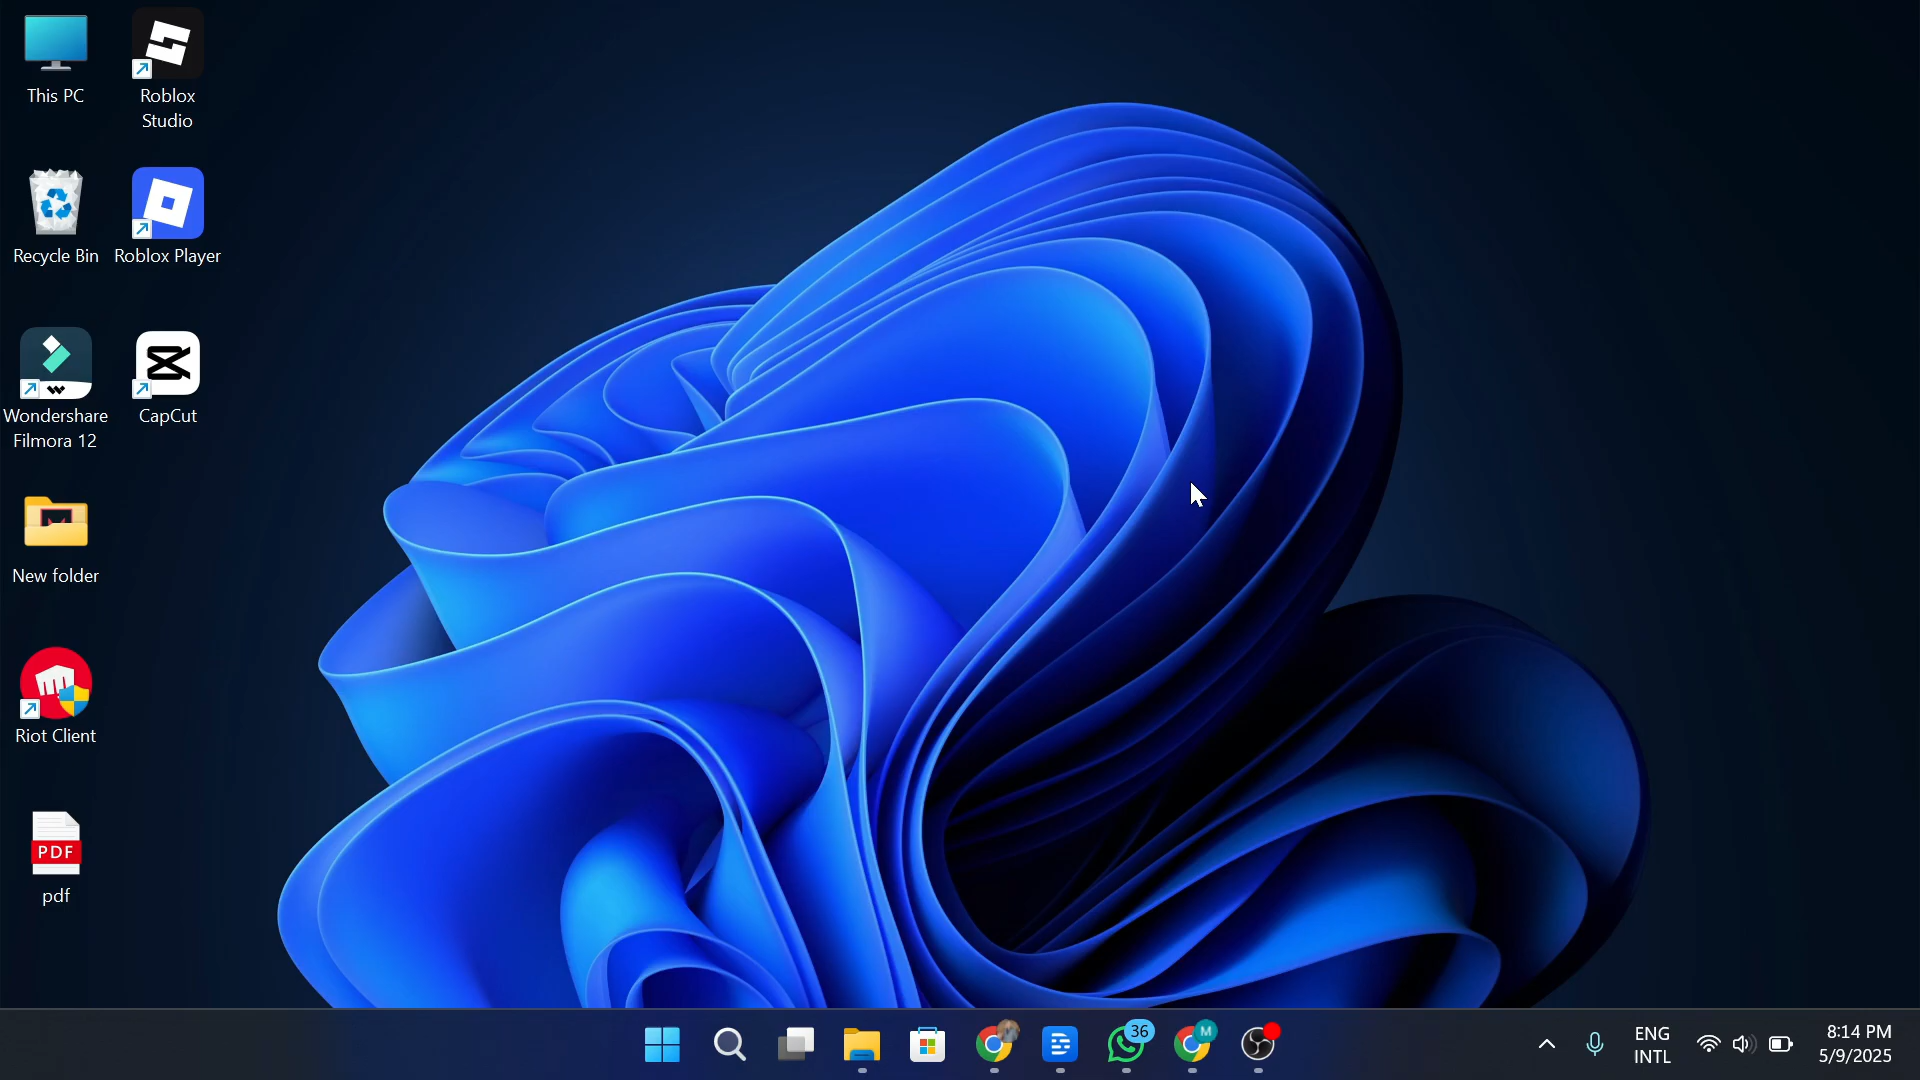 This PC
Roblox
Studio
Recycle Bin
Roblox Player
Wondershare
Filmora 12
CapCut
New folder
Riot Client
PDF
pdf
36
M
ENG
INTL
8:14 PM
5/9/2025